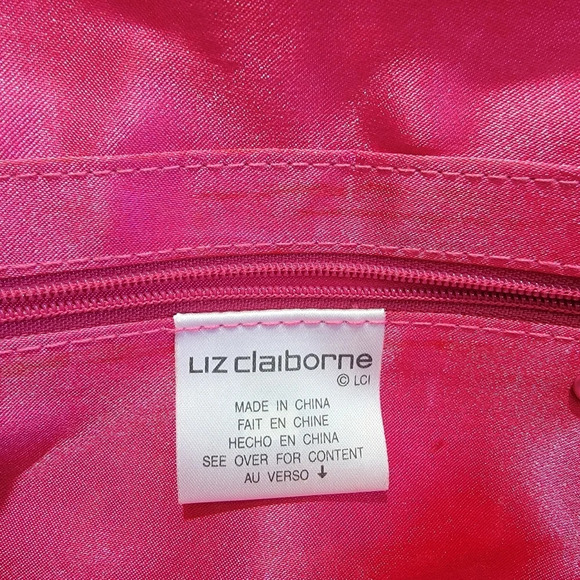 Liz claiborne
© LCI
MADE IN CHINA
FAIT EN CHINE
HECHO EN CHINA
SEE OVER FOR CONTENT
AU VERSO ↓